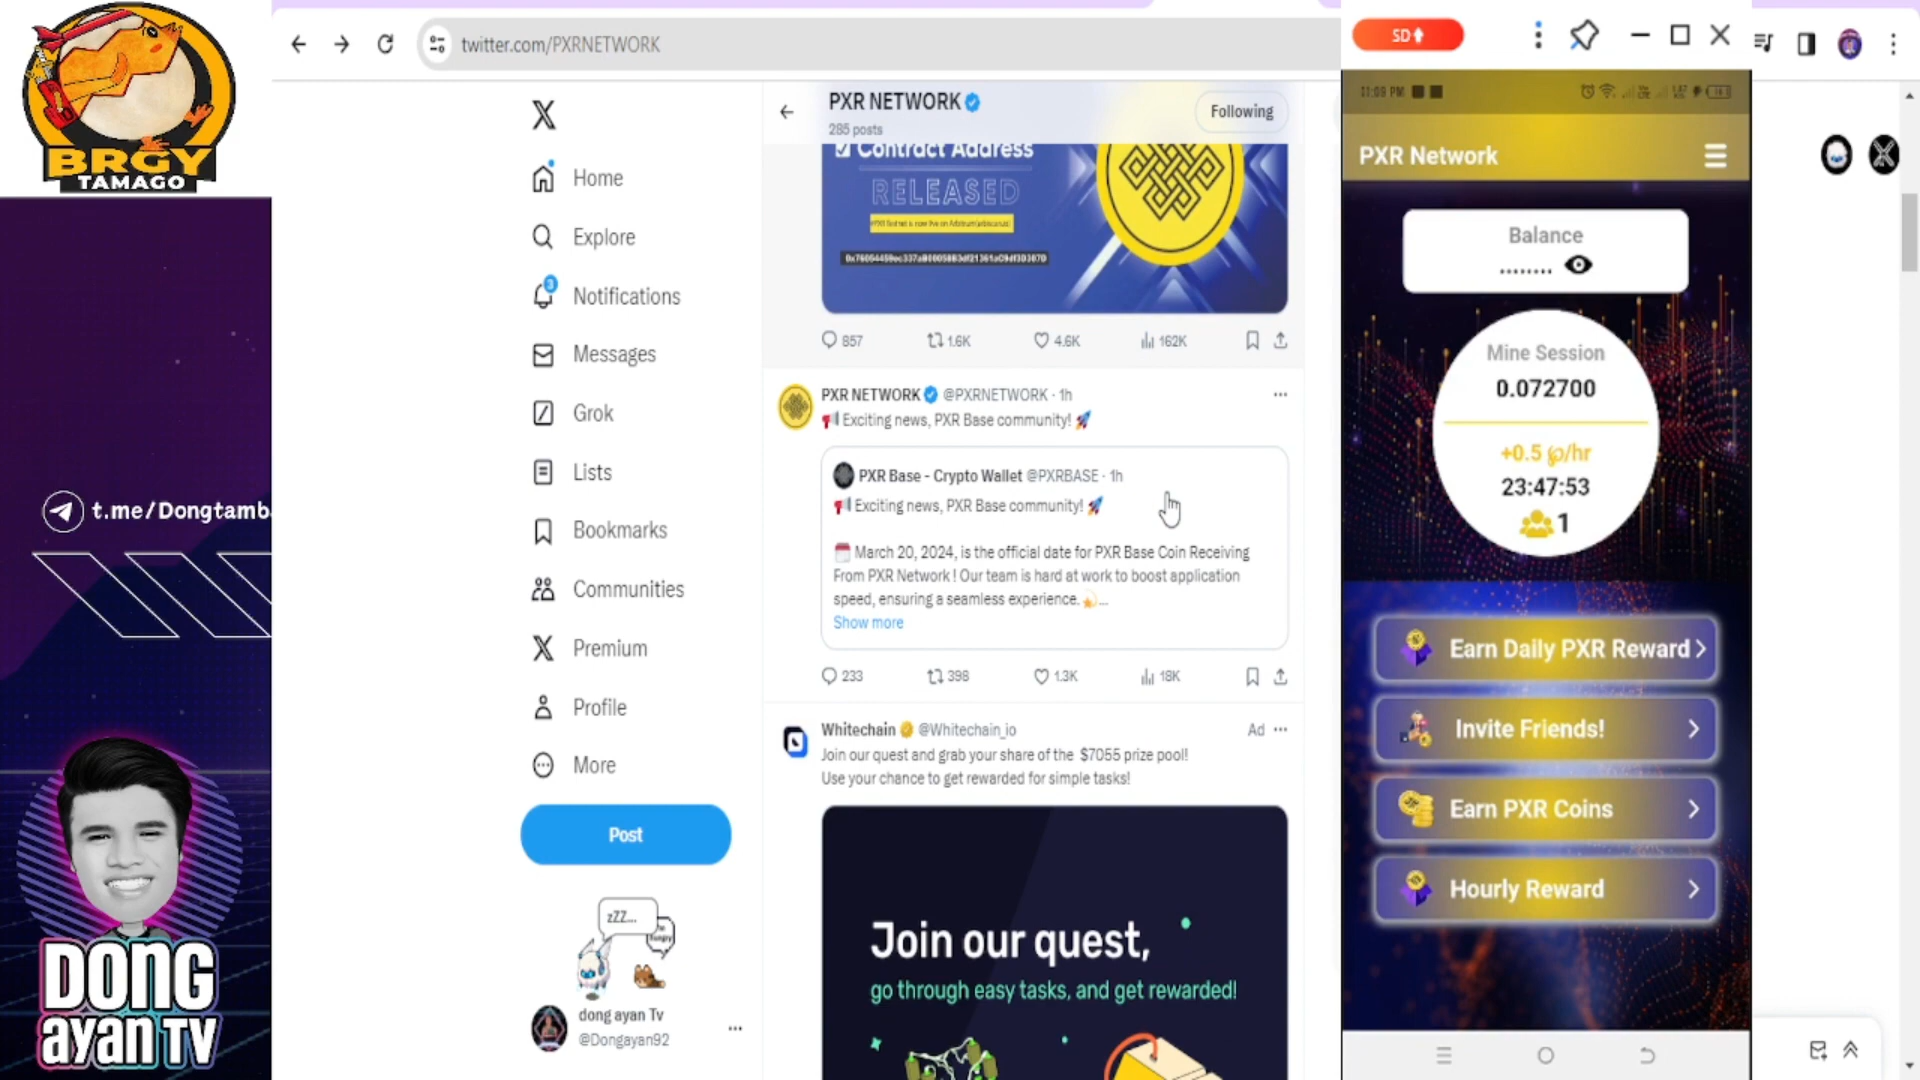 BRGY
TAMAGO
t.me/Dongtamb
DONG
ayan TV
twitter.com/PXRNETWORK
PXR NETWORK
285 posts
Following
Home
Explore
3
Notifications
Messages
Grok
Lists
Bookmarks
Communities
Premium
Profile
More
Post
zZZ...
dong ayan Tv
@Dongayan92
Contract Address
RELEASED
857
1.6K
4.6K
162K
PXR NETWORK @PXRNETWORK · 1h
Exciting news, PXR Base community!
PXR Base - Crypto Wallet @PXRBASE · 1h
Exciting news, PXR Base community!
March 20, 2024, is the official date for PXR Base Coin Receiving
From PXR Network ! Our team is hard at work to boost application
speed, ensuring a seamless experience. ...
Show more
233
398
1.3K
18K
Whitechain @Whitechain_io
Ad
Join our quest and grab your share of the $7055 prize pool!
Use your chance to get rewarded for simple tasks!
Join our quest,
go through easy tasks, and get rewarded!
SD
PXR Network
Balance
........
Mine Session
0.072700
+0.5 ℘/hr
23:47:53
1
Earn Daily PXR Reward
Invite Friends!
Earn PXR Coins
Hourly Reward